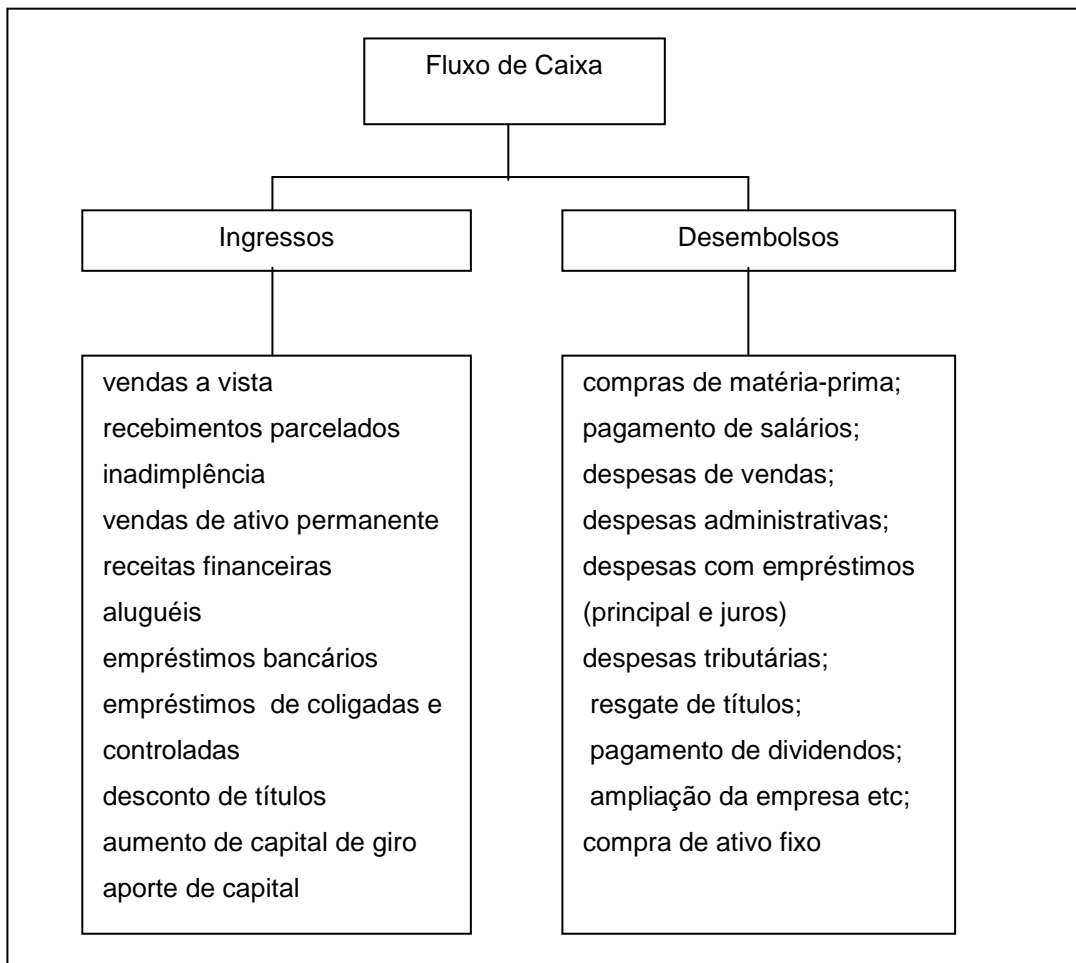 Fluxo de Caixa
Ingressos
Desembolsos
vendas a vista
recebimentos parcelados
inadimplência
vendas de ativo permanente
receitas financeiras
aluguéis
empréstimos bancários
empréstimos de coligadas e
controladas
desconto de títulos
aumento de capital de giro
aporte de capital
compras de matéria-prima;
pagamento de salários;
despesas de vendas;
despesas administrativas;
despesas com empréstimos
(principal e juros)
despesas tributárias;
resgate de títulos;
pagamento de dividendos;
ampliação da empresa etc;
compra de ativo fixo